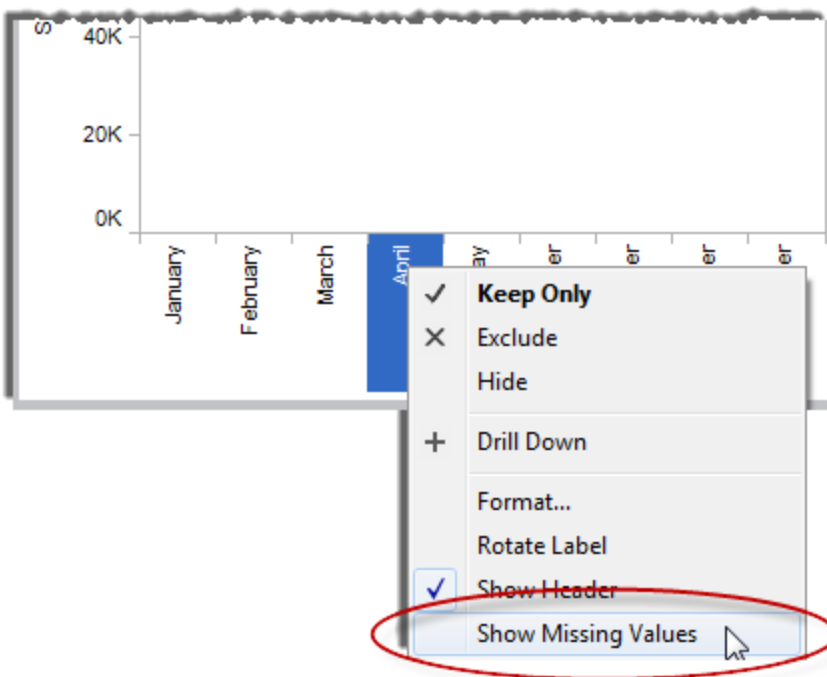 40K
20K
0K
January
February
March
April
Keep Only
Exclude
Hide
Drill Down
Format...
Rotate Label
Show Header
Show Missing Values